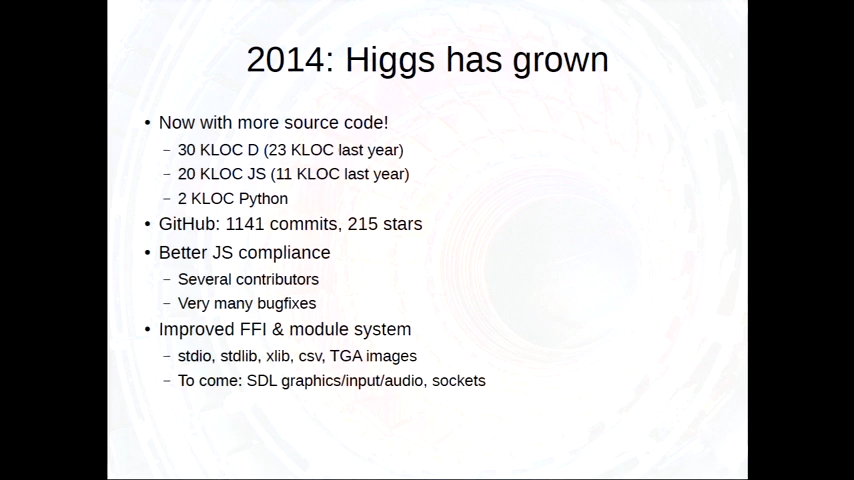 2014: Higgs has grown
• Now with more source code!
– 30 KLOC D (23 KLOC last year)
– 20 KLOC JS (11 KLOC last year)
– 2 KLOC Python
• GitHub: 1141 commits, 215 stars
• Better JS compliance
– Several contributors
– Very many bugfixes
• Improved FFI & module system
– stdio, stdlib, xlib, csv, TGA images
– To come: SDL graphics/input/audio, sockets